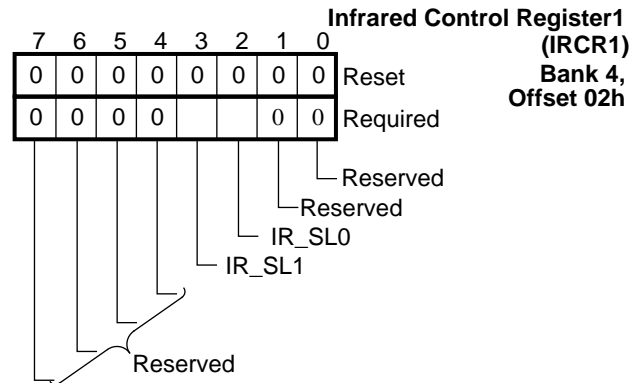 Infrared Control Register1
(IRCR1)
Bank 4,
Offset 02h
7 6 5 4 3 2 1 0
0 0 0 0 0 0 0 0 Reset
0 0 0 0 0 0 Required
Reserved
Reserved
IR_SL0
IR_SL1
Reserved